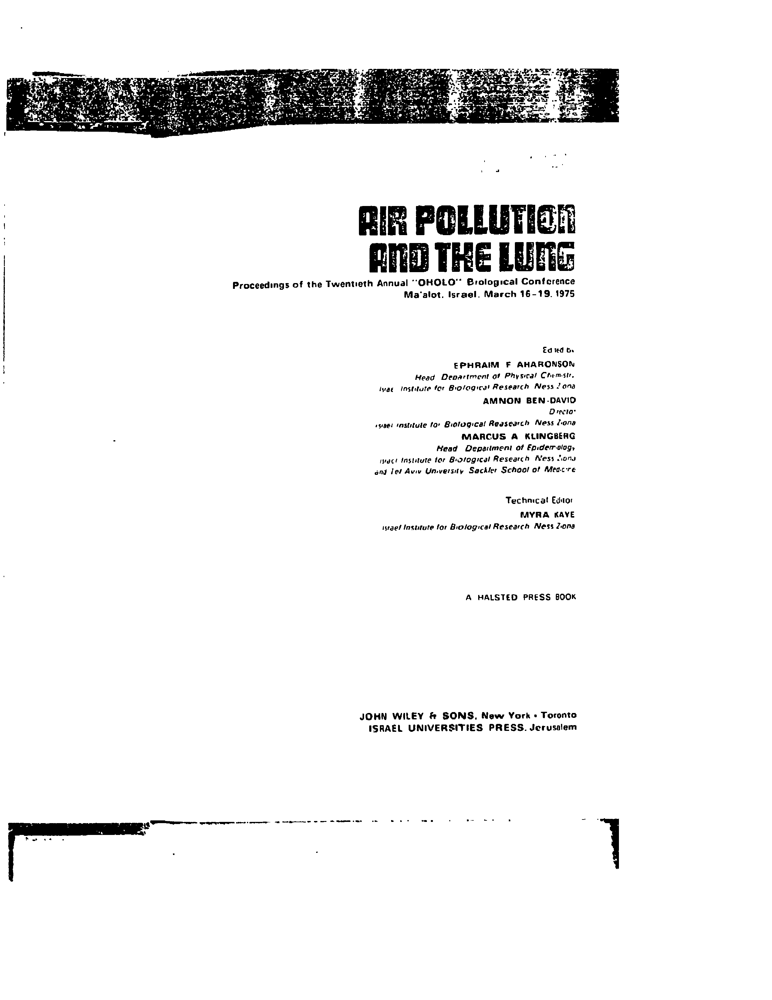 AIR POLLUTION
AND THE LUNG
Proceedings of the Twentieth Annual "OHOLO" Biological Conference
Ma'alot, Israel, March 16-19, 1975
Edited by
EPHRAIM F AHARONSON
Head Department of Physical Chemistr.
Institute for Biological Research Ness Ziona
AMNON BEN-DAVID
Director
Israel Institute for Biological Reasearch Ness Ziona
MARCUS A KLINGBERG
Head Department of Epidemiology
Israel Institute for Biological Research Ness Ziona
and Tel Aviv University Sackler School of Medicine
Technical Editor
MYRA KAYE
Israel Institute for Biological Research Ness Ziona
A HALSTED PRESS BOOK
JOHN WILEY & SONS, New York • Toronto
ISRAEL UNIVERSITIES PRESS, Jerusalem